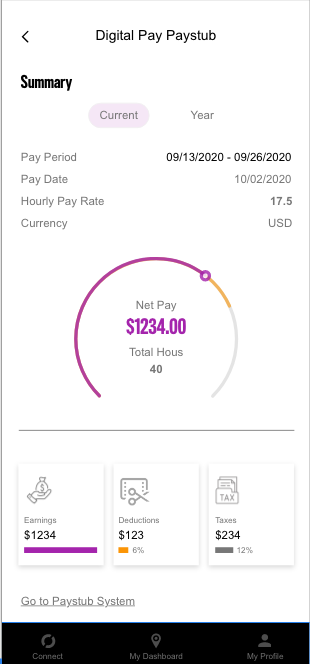 Digital Pay Paystub
Summary
Current Year
Pay Period 09/13/2020 - 09/26/2020
Pay Date 10/02/2020
Hourly Pay Rate 17.5
Currency USD
Net Pay
$1234.00
Total Hous
40
Earnings Deductions Taxes
$1234 $123 $234
6% 12%
TAX
Go to Paystub System
Connect My Dashboard My Profile